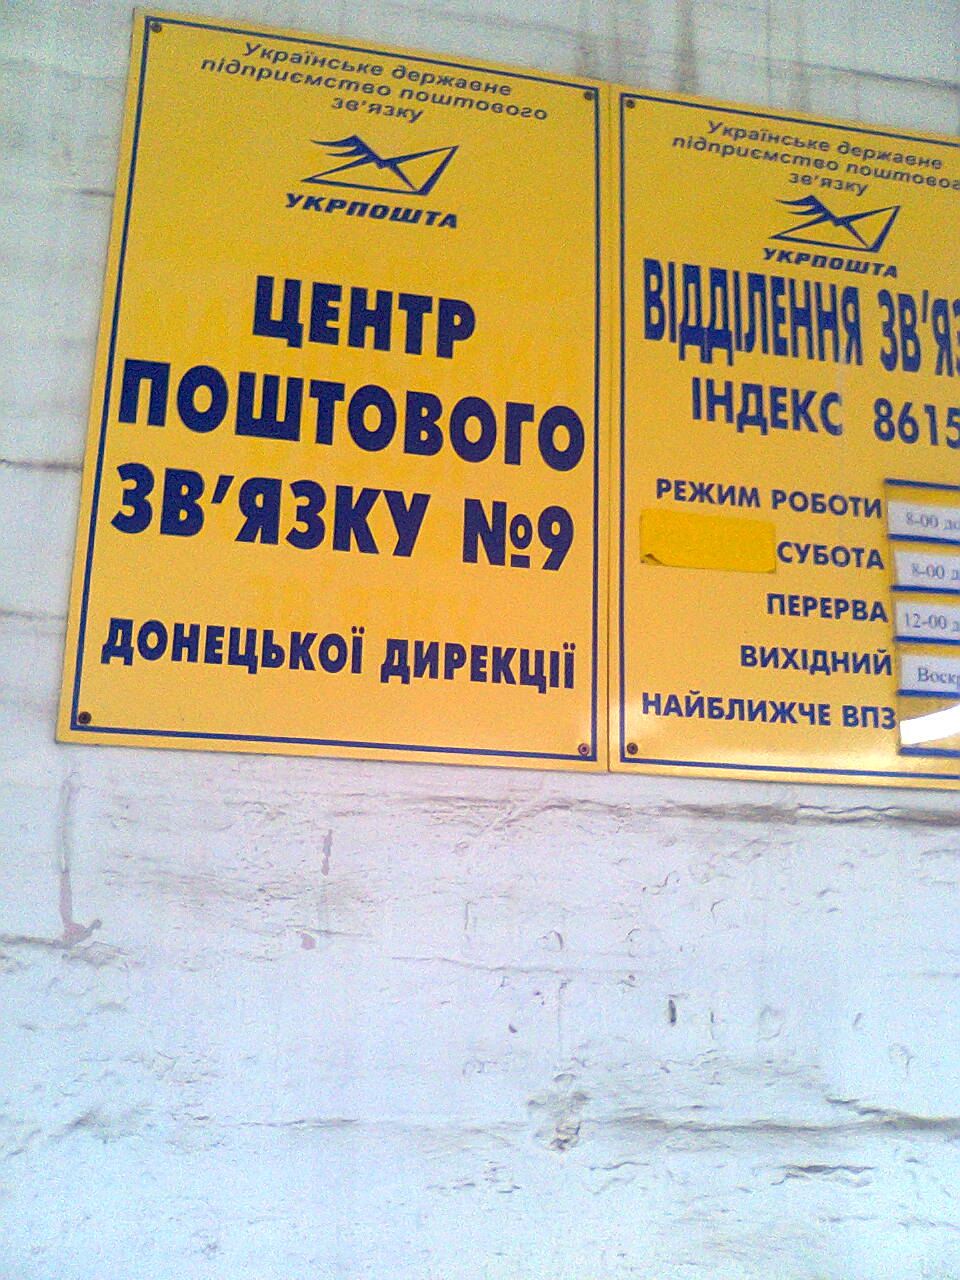 Українське державне
підприємство поштового
зв'язку
УКРПОШТА
ЦЕНТР
ПОШТОВОГО
ЗВ'ЯЗКУ №9
ДОНЕЦЬКОЇ ДИРЕКЦІЇ
Українське державне
підприємство поштовог
зв'язку
УКРПОШТА
ВІДДІЛЕННЯ ЗВ'ЯЗ
ІНДЕКС 8615
РЕЖИМ РОБОТИ 8-00 до
СУБОТА 8-00 д
ПЕРЕРВА 12-00 д
ВИХІДНИЙ Воскр
НАЙБЛИЖЧЕ ВПЗ